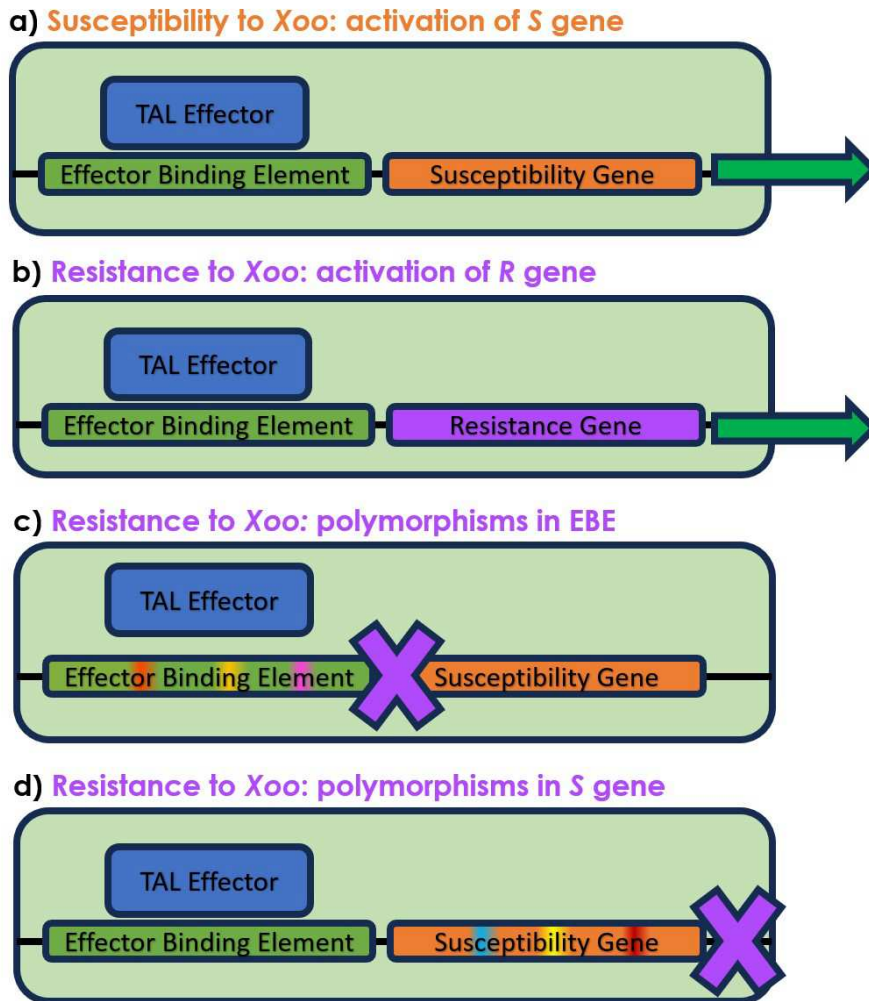 a) Susceptibility to Xoo: activation of S gene
TAL Effector
Effector Binding Element
Susceptibility Gene
b) Resistance to Xoo: activation of R gene
TAL Effector
Effector Binding Element
Resistance Gene
c) Resistance to Xoo: polymorphisms in EBE
TAL Effector
Effector Binding Element
Susceptibility Gene
d) Resistance to Xoo: polymorphisms in S gene
TAL Effector
Effector Binding Element
Susceptibility Gene